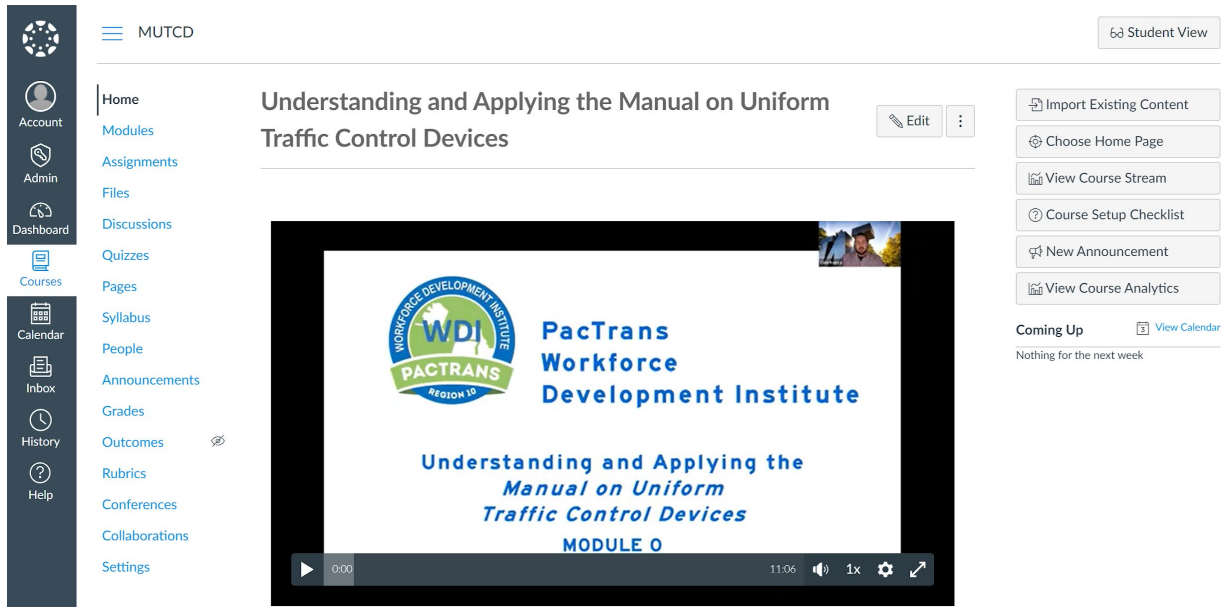 MUTCD
Student View
Account
Admin
Dashboard
Courses
Calendar
Inbox
History
Help
Home
Modules
Assignments
Files
Discussions
Quizzes
Pages
Syllabus
People
Announcements
Grades
Outcomes
Rubrics
Conferences
Collaborations
Settings
Understanding and Applying the Manual on Uniform
Traffic Control Devices
Edit
WORKFORCE DEVELOPMENT INSTITUTE
WDI
PACTRANS
REGION 10
PacTrans
Workforce
Development Institute
Understanding and Applying the
Manual on Uniform
Traffic Control Devices
MODULE 0
0:00
11:06
1x
Import Existing Content
Choose Home Page
View Course Stream
Course Setup Checklist
New Announcement
View Course Analytics
Coming Up
3 View Calendar
Nothing for the next week